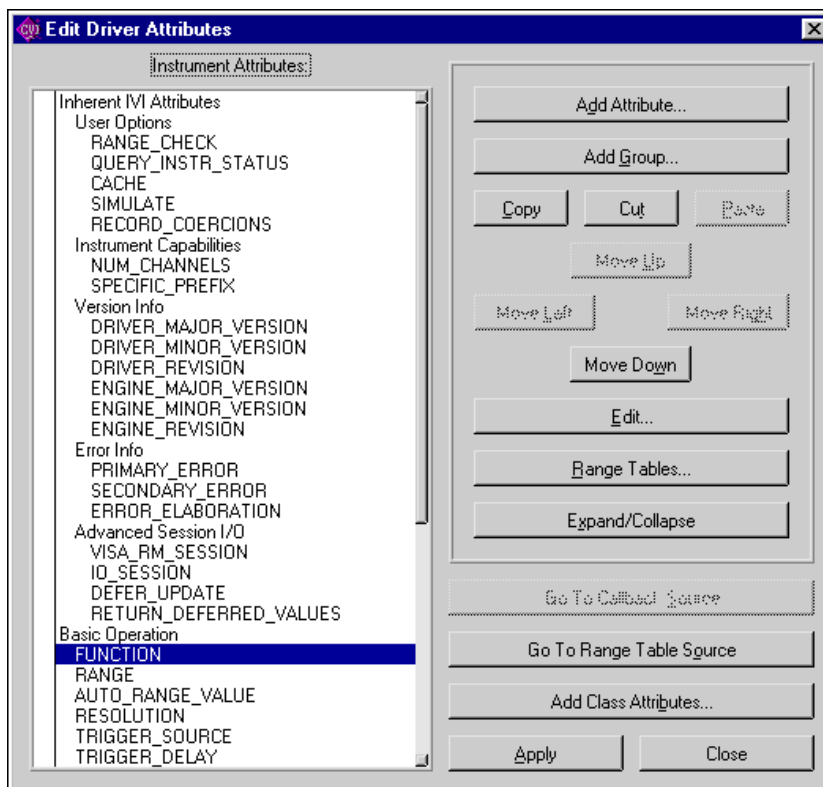 CVI Edit Driver Attributes
Instrument Attributes:
Inherent IVI Attributes
User Options
RANGE_CHECK
QUERY_INSTR_STATUS
CACHE
SIMULATE
RECORD_COERCIONS
Instrument Capabilities
NUM_CHANNELS
SPECIFIC_PREFIX
Version Info
DRIVER_MAJOR_VERSION
DRIVER_MINOR_VERSION
DRIVER_REVISION
ENGINE_MAJOR_VERSION
ENGINE_MINOR_VERSION
ENGINE_REVISION
Error Info
PRIMARY_ERROR
SECONDARY_ERROR
ERROR_ELABORATION
Advanced Session I/O
VISA_RM_SESSION
IO_SESSION
DEFER_UPDATE
RETURN_DEFERRED_VALUES
Basic Operation
FUNCTION
RANGE
AUTO_RANGE_VALUE
RESOLUTION
TRIGGER_SOURCE
TRIGGER_DELAY
Add Attribute...
Add Group...
Copy Cut Paste
Move Up
Move Left Move Right
Move Down
Edit...
Range Tables...
Expand/Collapse
Go To Callback Source
Go To Range Table Source
Add Class Attributes...
Apply Close